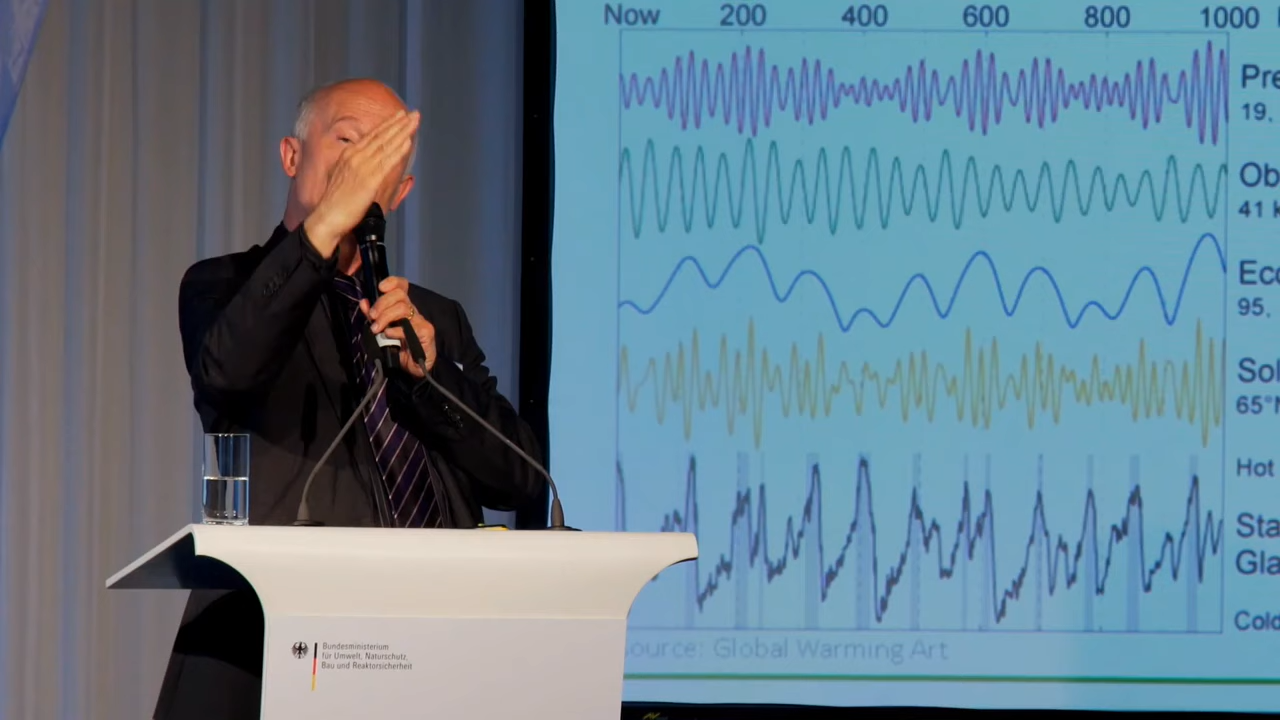 Now 200 400 600 800 1000
Pre
19,
Ob
41 k
Ecc
95,
Sol
65°N
Hot
Sta
Gla
Cold
Source: Global Warming Art
Bundesministerium
für Umwelt, Naturschutz,
Bau und Reaktorsicherheit